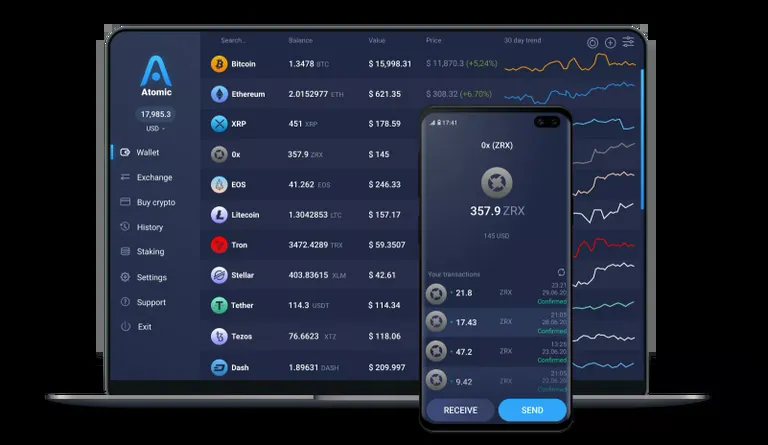 Search...
Balance
Value
Price
30 day trend
Atomic
17,985.3
USD
Wallet
Exchange
Buy crypto
History
Staking
Settings
Support
Exit
Bitcoin 1.3478 BTC $ 15,998.31 $ 11,870.3 (+5,24%)
Ethereum 2.0152977 ETH $ 621.35 $ 308.32 (+6.70%)
XRP 451 XRP $ 178.59
0x 357.9 ZRX $ 145
EOS 41.262 EOS $ 246.33
Litecoin 1.3042853 LTC $ 157.17
Tron 3472.4289 TRX $ 59.3507
Stellar 403.83615 XLM $ 42.61
Tether 114.3 USDT $ 114.34
Tezos 76.6623 XTZ $ 118.06
Dash 1.89631 DASH $ 209.997
17:41
0x (ZRX)
357.9 ZRX
145 USD
Your transactions
21.8 ZRX
23:21
29.06.20
Confirmed
17.43 ZRX
21:05
28.06.20
Confirmed
47.2 ZRX
13:25
23.06.20
Confirmed
9.42 ZRX
21:05
Confirmed
RECEIVE
SEND